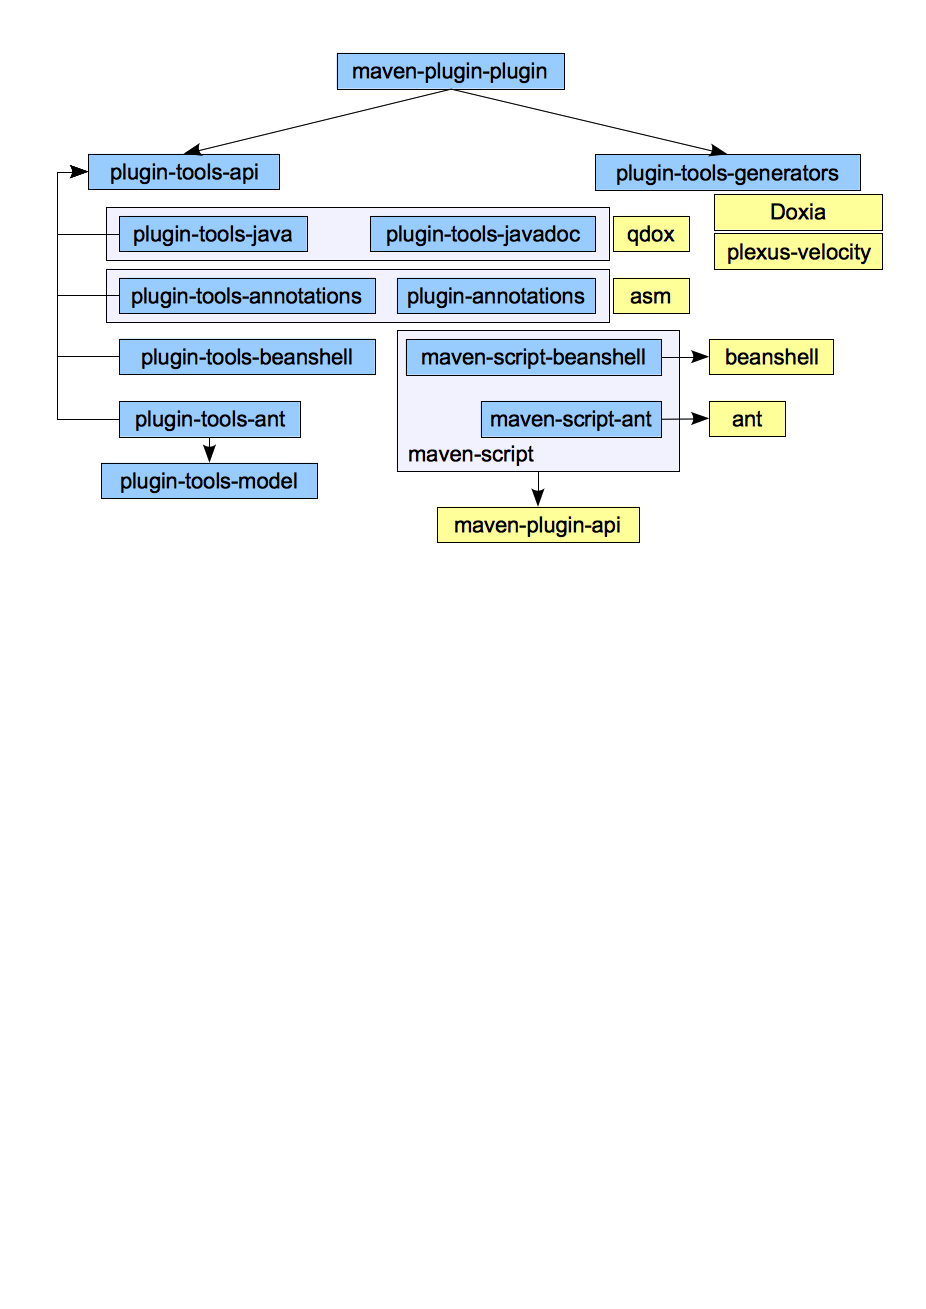 maven-plugin-plugin
plugin-tools-api
plugin-tools-generators
Doxia
plexus-velocity
plugin-tools-java
plugin-tools-javadoc
qdox
plugin-tools-annotations
plugin-annotations
asm
plugin-tools-beanshell
maven-script-beanshell
beanshell
plugin-tools-ant
maven-script-ant
ant
maven-script
plugin-tools-model
maven-plugin-api